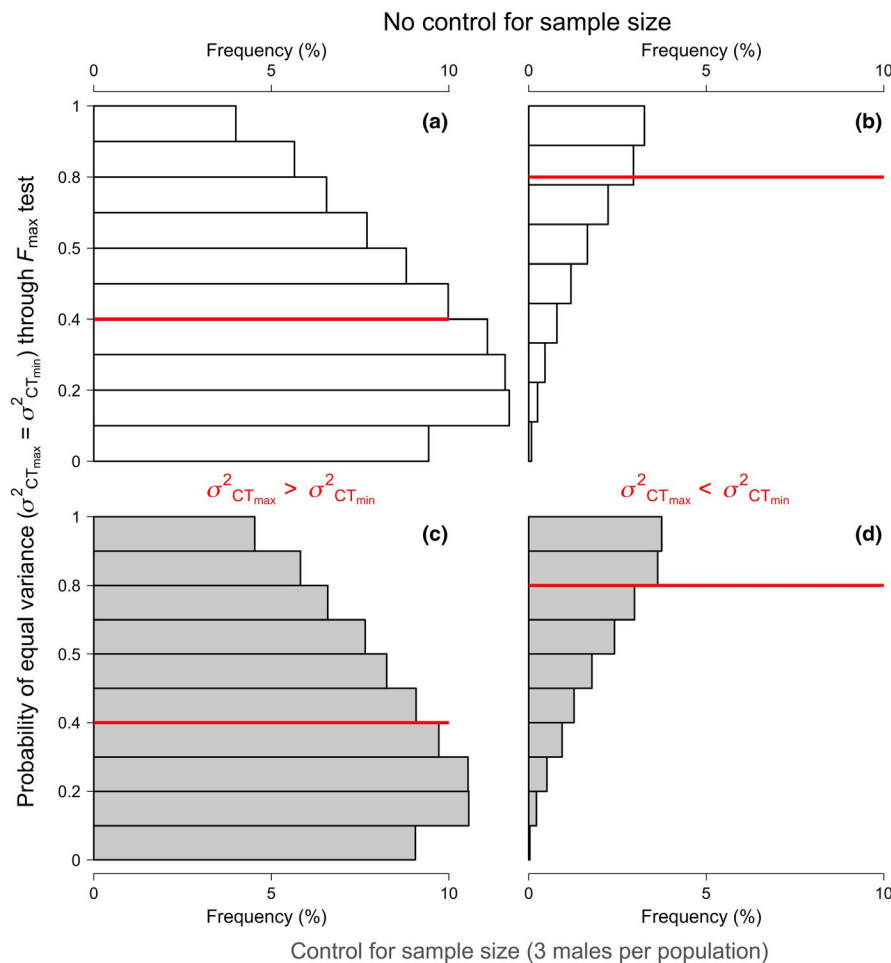 No control for sample size
Frequency (%)
Frequency (%)
0 5 10
0 5 10
(a)
(b)
1
0.8
0.5
0.4
0.2
0
Probability of equal variance (σ²CTmax = σ²CTmin) through Fmax test
σ²CTmax > σ²CTmin
σ²CTmax < σ²CTmin
(c)
(d)
1
0.8
0.5
0.4
0.2
0
0 5 10
0 5 10
Frequency (%)
Frequency (%)
Control for sample size (3 males per population)